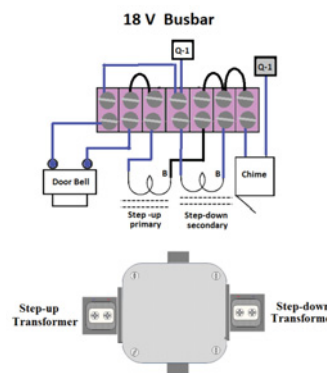 18 V Busbar
Q-1
Q-1
Door Bell
B
B
Chime
Step -up
primary
Step-down
secondary
Step-up
Transformer
Step-down
Transforme